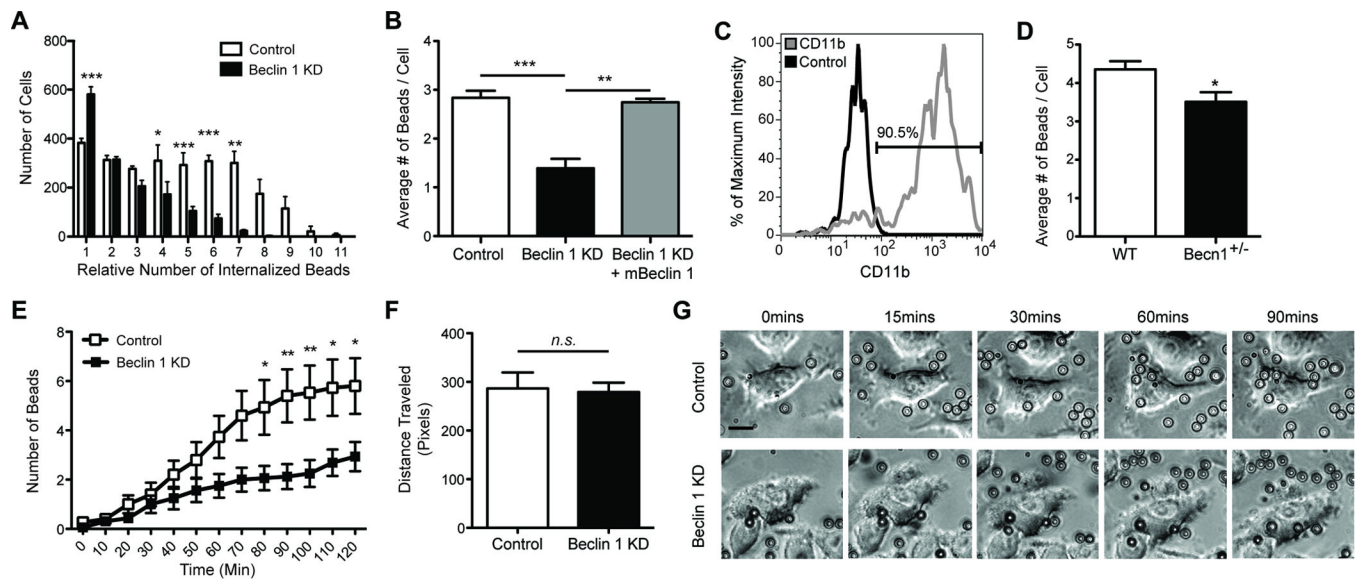 A
Number of Cells
800
600
400
200
0
Control
Beclin 1 KD
***
*
***
***
**
1 2 3 4 5 6 7 8 9 10 11
Relative Number of Internalized Beads
B
Average # of Beads / Cell
4
3
2
1
0
***
**
Control
Beclin 1 KD
Beclin 1 KD
+ mBeclin 1
C
% of Maximum Intensity
100
80
60
40
20
0
CD11b
Control
90.5%
0 10^1 10^2 10^3 10^4
CD11b
D
Average # of Beads / Cell
5
4
3
2
1
0
*
WT
Becn1+/-
E
Number of Beads
8
6
4
2
0
Control
Beclin 1 KD
* ** ** * *
0 10 20 30 40 50 60 70 80 90 100 110 120
Time (Min)
F
Distance Traveled
(Pixels)
400
300
200
100
0
n.s.
Control
Beclin 1 KD
G
0mins 15mins 30mins 60mins 90mins
Control
Beclin 1 KD